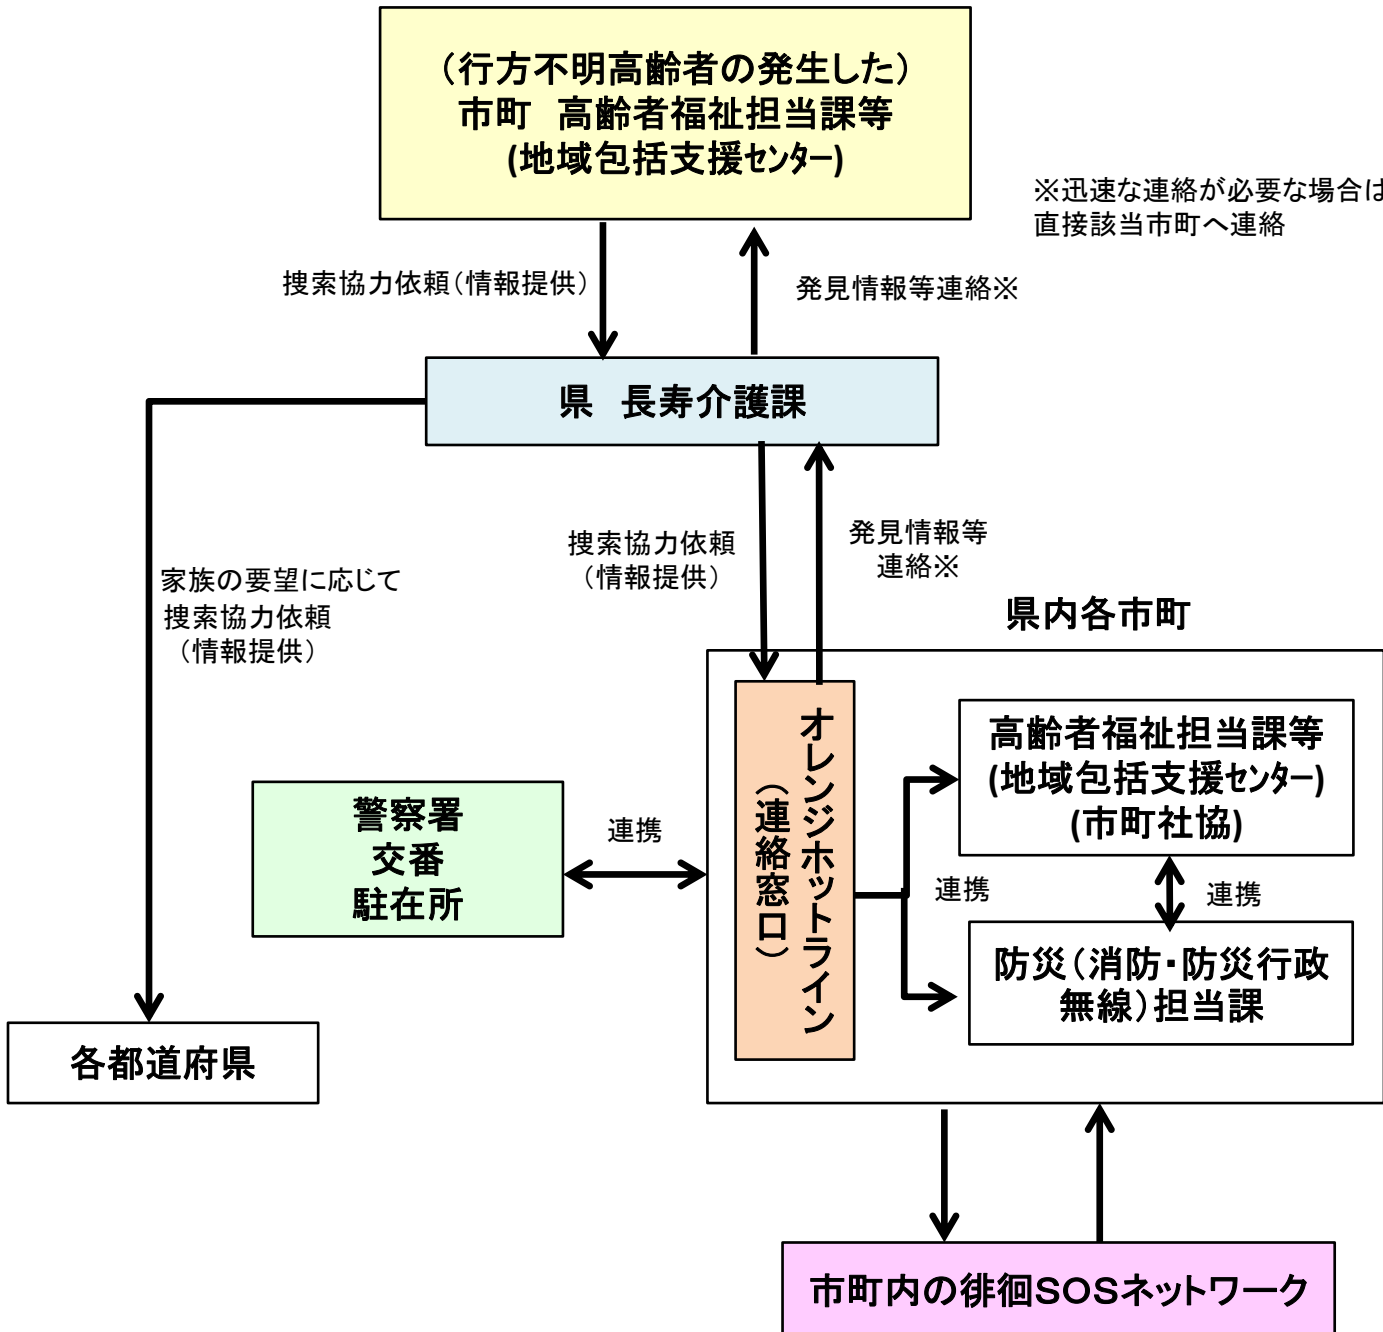 （行方不明高齢者の発生した）
市町　高齢者福祉担当課等
(地域包括支援センター)
※迅速な連絡が必要な場合は
直接該当市町へ連絡
捜索協力依頼（情報提供）
発見情報等連絡※
県　長寿介護課
捜索協力依頼
（情報提供）
発見情報等
連絡※
家族の要望に応じて
捜索協力依頼
（情報提供）
県内各市町
オレンジホットライン
（連絡窓口）
高齢者福祉担当課等
(地域包括支援センター)
(市町社協)
警察署
交番
駐在所
連携
連携
連携
防災（消防・防災行政
無線）担当課
各都道府県
市町内の徘徊SOSネットワーク